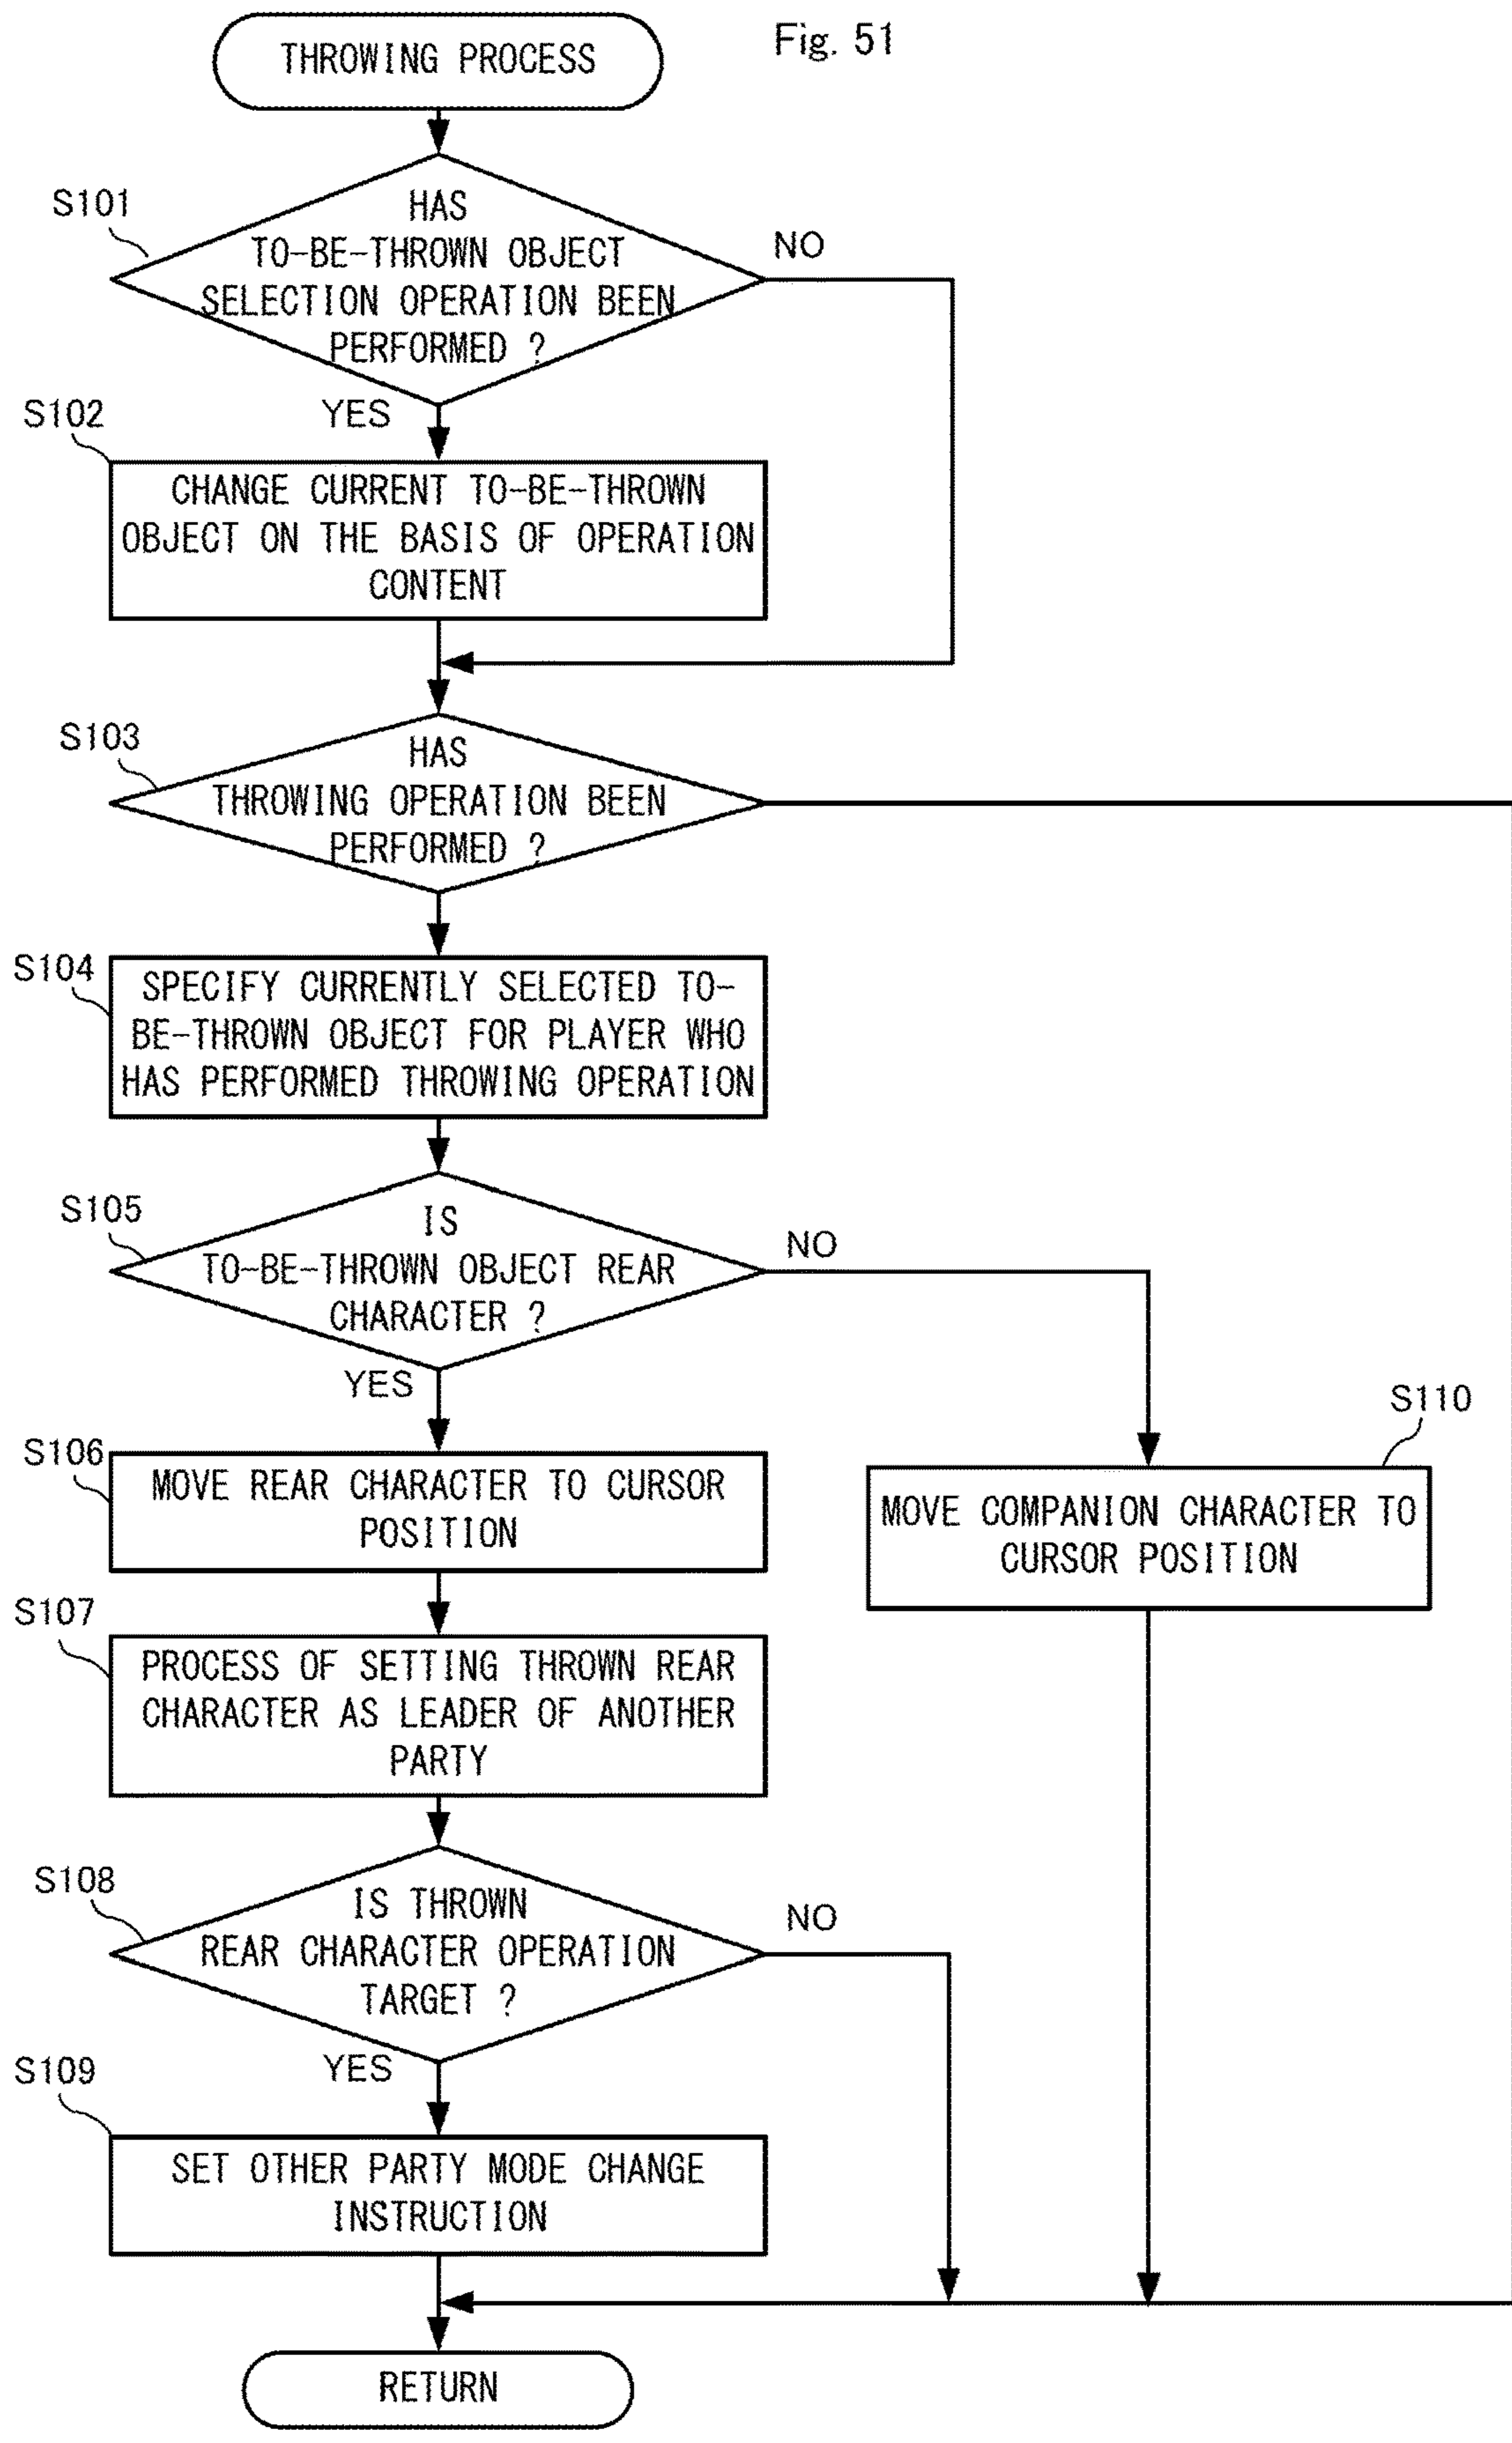 Fig. 51
THROWING PROCESS
S101
HAS
TO-BE-THROWN OBJECT
SELECTION OPERATION BEEN
PERFORMED ?
NO
YES
S102
CHANGE CURRENT TO-BE-THROWN
OBJECT ON THE BASIS OF OPERATION
CONTENT
S103
HAS
THROWING OPERATION BEEN
PERFORMED ?
S104
SPECIFY CURRENTLY SELECTED TO-
BE-THROWN OBJECT FOR PLAYER WHO
HAS PERFORMED THROWING OPERATION
S105
IS
TO-BE-THROWN OBJECT REAR
CHARACTER ?
NO
YES
S106
MOVE REAR CHARACTER TO CURSOR
POSITION
S110
MOVE COMPANION CHARACTER TO
CURSOR POSITION
S107
PROCESS OF SETTING THROWN REAR
CHARACTER AS LEADER OF ANOTHER
PARTY
S108
IS THROWN
REAR CHARACTER OPERATION
TARGET ?
NO
YES
S109
SET OTHER PARTY MODE CHANGE
INSTRUCTION
RETURN